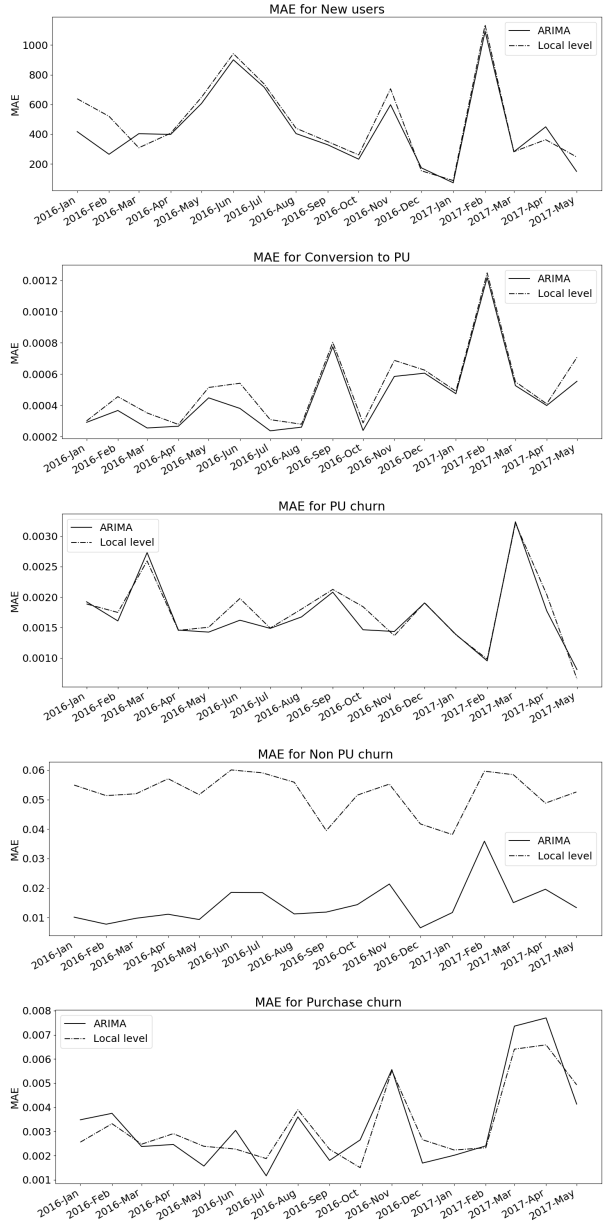 MAE for New users
MAE
1000
800
600
400
200
ARIMA
Local level
2016-Jan 2016-Feb 2016-Mar 2016-Apr 2016-May 2016-Jun 2016-Jul 2016-Aug 2016-Sep 2016-Oct 2016-Nov 2016-Dec 2017-Jan 2017-Feb 2017-Mar 2017-Apr 2017-May
MAE for Conversion to PU
MAE
0.0012
0.0010
0.0008
0.0006
0.0004
0.0002
ARIMA
Local level
2016-Jan 2016-Feb 2016-Mar 2016-Apr 2016-May 2016-Jun 2016-Jul 2016-Aug 2016-Sep 2016-Oct 2016-Nov 2016-Dec 2017-Jan 2017-Feb 2017-Mar 2017-Apr 2017-May
MAE for PU churn
MAE
0.0030
0.0025
0.0020
0.0015
0.0010
ARIMA
Local level
2016-Jan 2016-Feb 2016-Mar 2016-Apr 2016-May 2016-Jun 2016-Jul 2016-Aug 2016-Sep 2016-Oct 2016-Nov 2016-Dec 2017-Jan 2017-Feb 2017-Mar 2017-Apr 2017-May
MAE for Non PU churn
MAE
0.06
0.05
0.04
0.03
0.02
0.01
ARIMA
Local level
2016-Jan 2016-Feb 2016-Mar 2016-Apr 2016-May 2016-Jun 2016-Jul 2016-Aug 2016-Sep 2016-Oct 2016-Nov 2016-Dec 2017-Jan 2017-Feb 2017-Mar 2017-Apr 2017-May
MAE for Purchase churn
MAE
0.008
0.007
0.006
0.005
0.004
0.003
0.002
0.001
ARIMA
Local level
2016-Jan 2016-Feb 2016-Mar 2016-Apr 2016-May 2016-Jun 2016-Jul 2016-Aug 2016-Sep 2016-Oct 2016-Nov 2016-Dec 2017-Jan 2017-Feb 2017-Mar 2017-Apr 2017-May